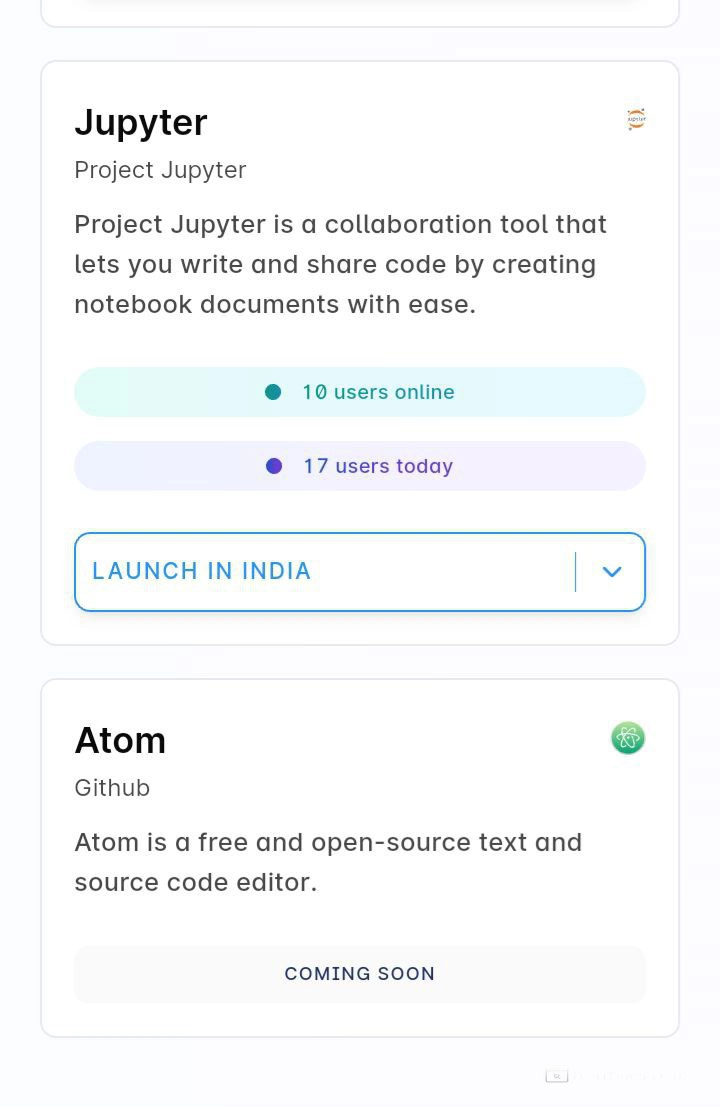 Jupyter
Project Jupyter
Project Jupyter is a collaboration tool that
lets you write and share code by creating
notebook documents with ease.
10 users online
17 users today
LAUNCH IN INDIA
Atom
Github
Atom is a free and open-source text and
source code editor.
COMING SOON